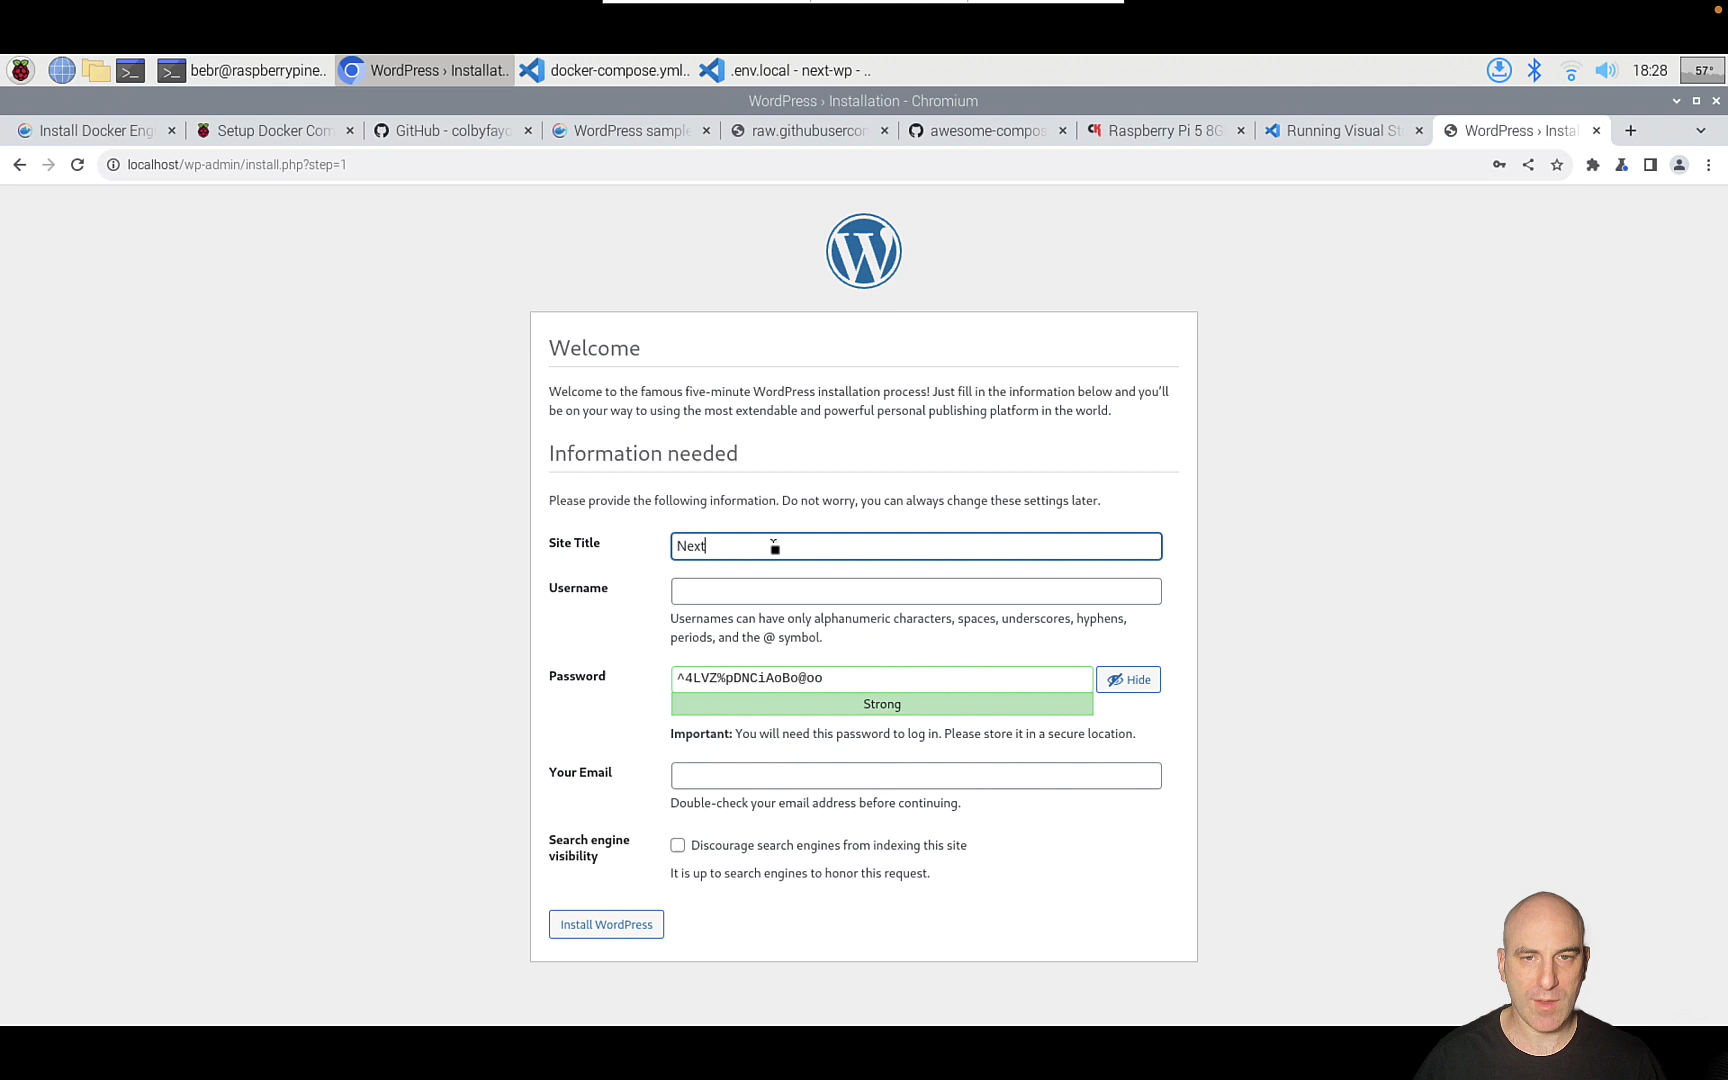 bebr@raspberrypine..
WordPress › Installat..
docker-compose.yml..
.env.local - next-wp - ..
18:28
57°
WordPress › Installation - Chromium
Install Docker Eng
Setup Docker Com
GitHub - colbyfayo
WordPress sample
raw.githubusercon
awesome-compos
Raspberry Pi 5 8G
Running Visual St
WordPress › Insta
localhost/wp-admin/install.php?step=1
Welcome
Welcome to the famous five-minute WordPress installation process! Just fill in the information below and you’ll
be on your way to using the most extendable and powerful personal publishing platform in the world.
Information needed
Please provide the following information. Do not worry, you can always change these settings later.
Site Title
Next
Username
Usernames can have only alphanumeric characters, spaces, underscores, hyphens,
periods, and the @ symbol.
Password
^4LVZ%pDNCiAoBo@oo
Hide
Strong
Important: You will need this password to log in. Please store it in a secure location.
Your Email
Double-check your email address before continuing.
Search engine
visibility
Discourage search engines from indexing this site
It is up to search engines to honor this request.
Install WordPress